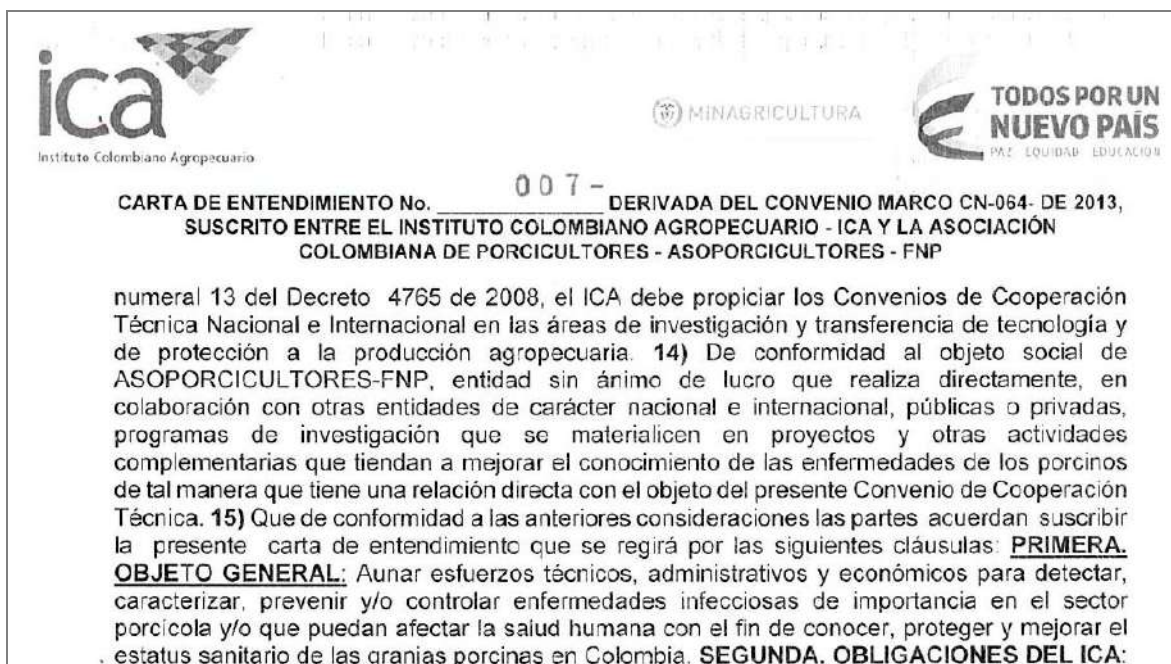 ica
Instituto Colombiano Agropecuario
MINAGRICULTURA
TODOS POR UN
NUEVO PAÍS
PAZ EQUIDAD EDUCACIÓN
007-
CARTA DE ENTENDIMIENTO No. ____________ DERIVADA DEL CONVENIO MARCO CN-064- DE 2013,
SUSCRITO ENTRE EL INSTITUTO COLOMBIANO AGROPECUARIO - ICA Y LA ASOCIACIÓN
COLOMBIANA DE PORCICULTORES - ASOPORCICULTORES - FNP
numeral 13 del Decreto 4765 de 2008, el ICA debe propiciar los Convenios de Cooperación
Técnica Nacional e Internacional en las áreas de investigación y transferencia de tecnología y
de protección a la producción agropecuaria. 14) De conformidad al objeto social de
ASOPORCICULTORES-FNP, entidad sin ánimo de lucro que realiza directamente, en
colaboración con otras entidades de carácter nacional e internacional, públicas o privadas,
programas de investigación que se materialicen en proyectos y otras actividades
complementarias que tiendan a mejorar el conocimiento de las enfermedades de los porcinos
de tal manera que tiene una relación directa con el objeto del presente Convenio de Cooperación
Técnica. 15) Que de conformidad a las anteriores consideraciones las partes acuerdan suscribir
la presente carta de entendimiento que se regirá por las siguientes cláusulas: PRIMERA.
OBJETO GENERAL: Aunar esfuerzos técnicos, administrativos y económicos para detectar,
caracterizar, prevenir y/o controlar enfermedades infecciosas de importancia en el sector
porcícola y/o que puedan afectar la salud humana con el fin de conocer, proteger y mejorar el
estatus sanitario de las granjas porcinas en Colombia. SEGUNDA. OBLIGACIONES DEL ICA: